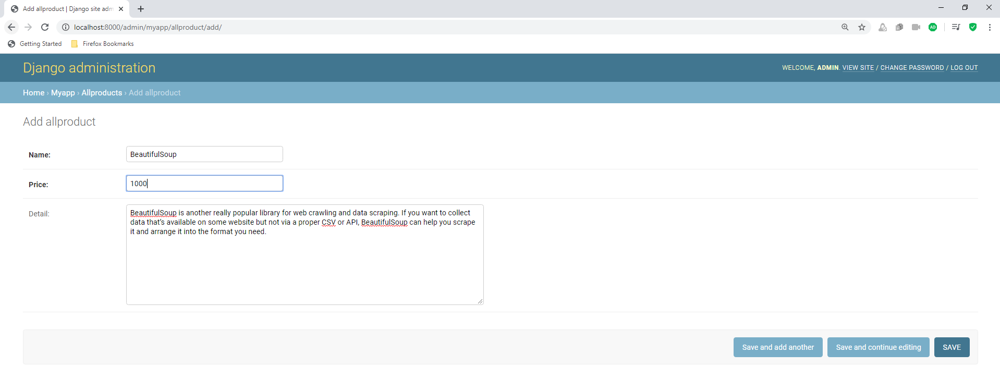 Add allproduct | Django site adm
localhost:8000/admin/myapp/allproduct/add/
AD
Getting Started
Firefox Bookmarks
Django administration
WELCOME, ADMIN. VIEW SITE / CHANGE PASSWORD / LOG OUT
Home › Myapp › Allproducts › Add allproduct
Add allproduct
Name:
BeautifulSoup
Price:
1000
Detail:
BeautifulSoup is another really popular library for web crawling and data scraping. If you want to collect
data that's available on some website but not via a proper CSV or API, BeautifulSoup can help you scrape
it and arrange it into the format you need.
Save and add another
Save and continue editing
SAVE